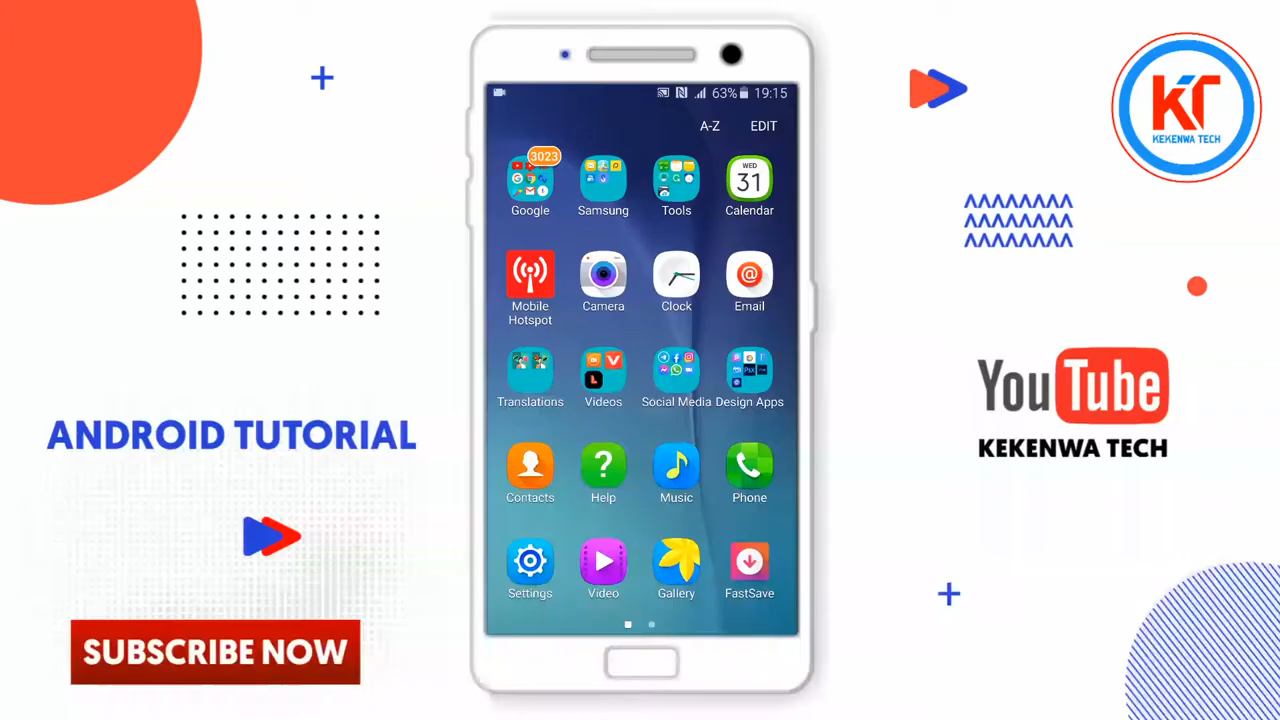 63% 19:15
A-Z EDIT
3023
WED
31
Google Samsung Tools Calendar
Mobile
Hotspot
Camera Clock Email
Translations Videos Social Media Design Apps
Contacts Help Music Phone
Settings Video Gallery FastSave
ANDROID TUTORIAL
SUBSCRIBE NOW
KT
KEKENWA TECH
YouTube
KEKENWA TECH